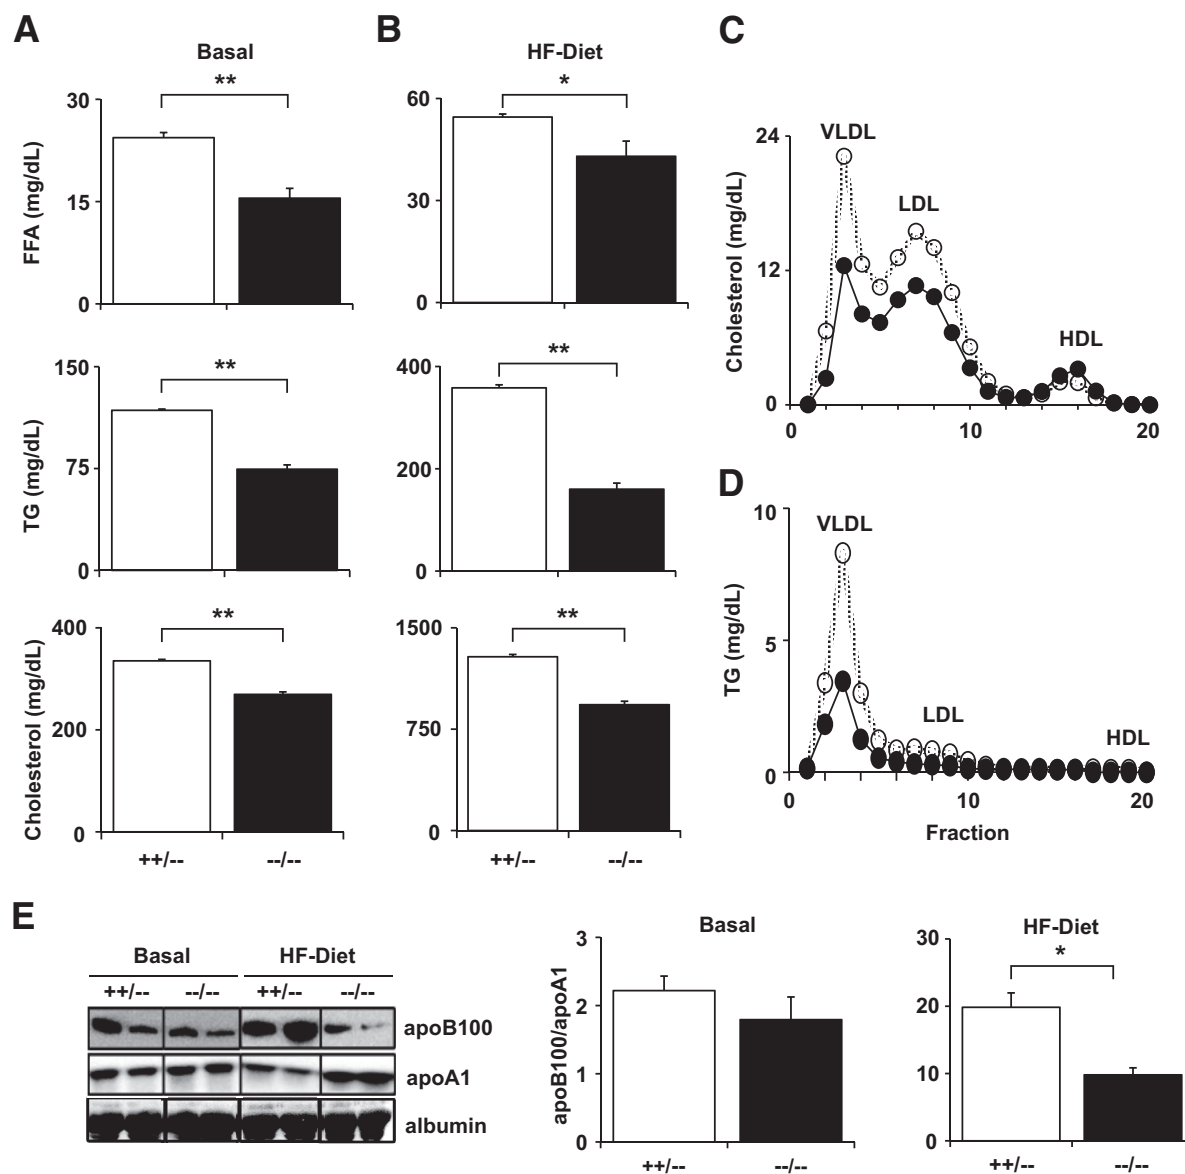 A
Basal
**
FFA (mg/dL)
30
15
0
**
TG (mg/dL)
150
75
0
**
Cholesterol (mg/dL)
400
200
0
++/-- --/--
B
HF-Diet
*
60
30
0
**
400
200
0
**
1500
750
0
++/-- --/--
C
VLDL
LDL
HDL
Cholesterol (mg/dL)
24
12
0
0 10 20
D
VLDL
LDL
HDL
TG (mg/dL)
10
5
0
0 10 20
Fraction
E
Basal HF-Diet
++/-- --/-- ++/-- --/--
apoB100
apoA1
albumin
Basal
apoB100/apoA1
3
2
1
0
++/-- --/--
HF-Diet
*
30
20
10
0
++/-- --/--